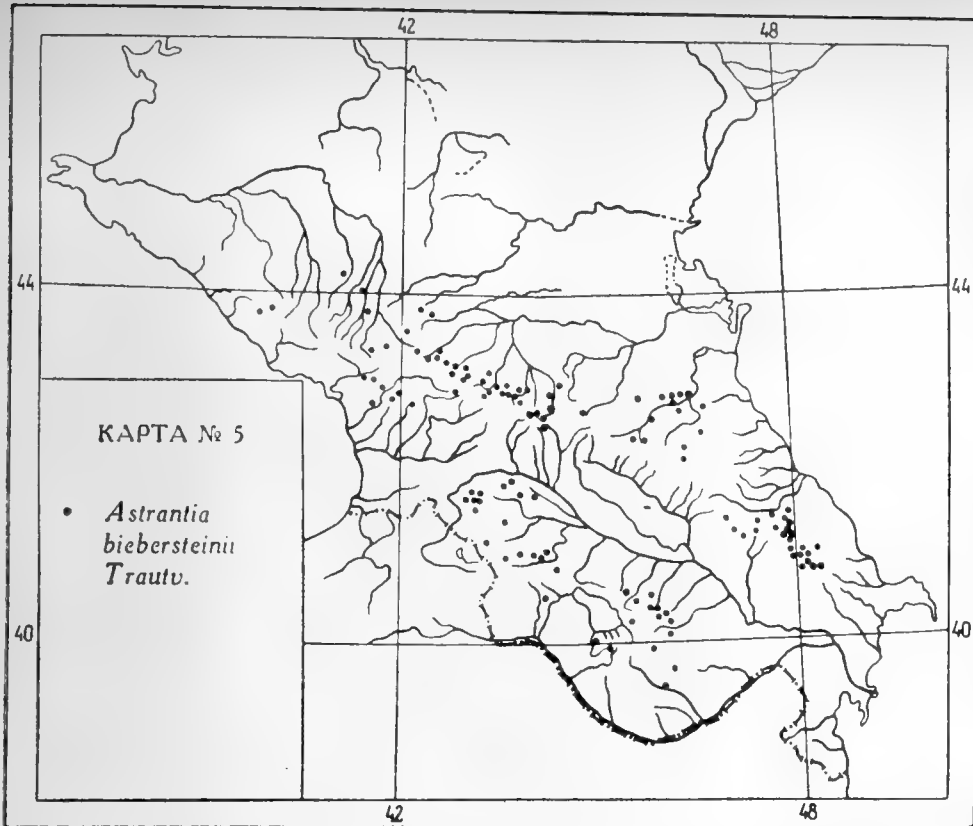 42 48
44 44
КАРТА № 5
Astrantia
biebersteinii
Trautv.
40 40
42 48